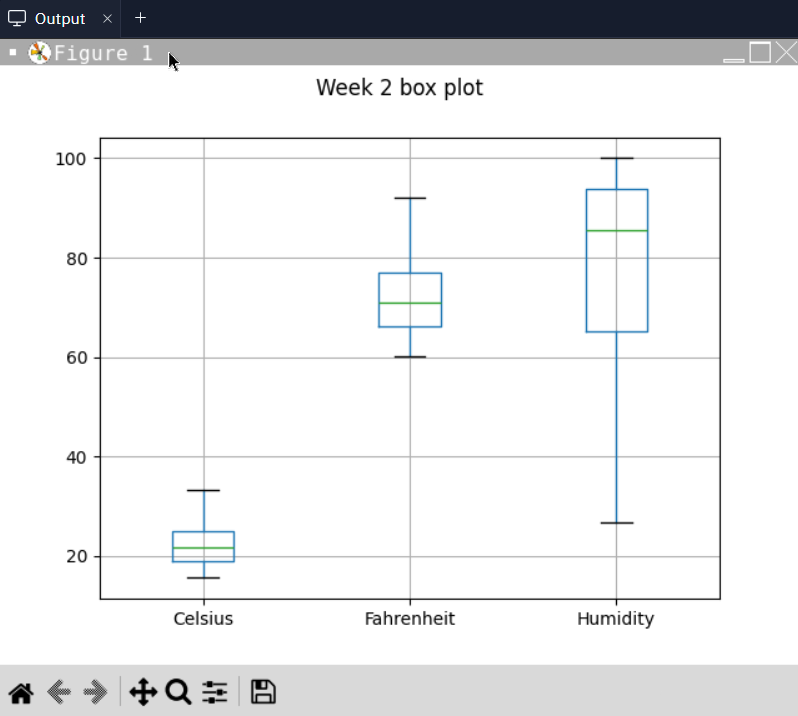 Output
Figure 1
Week 2 box plot
100
80
60
40
20
Celsius Fahrenheit Humidity